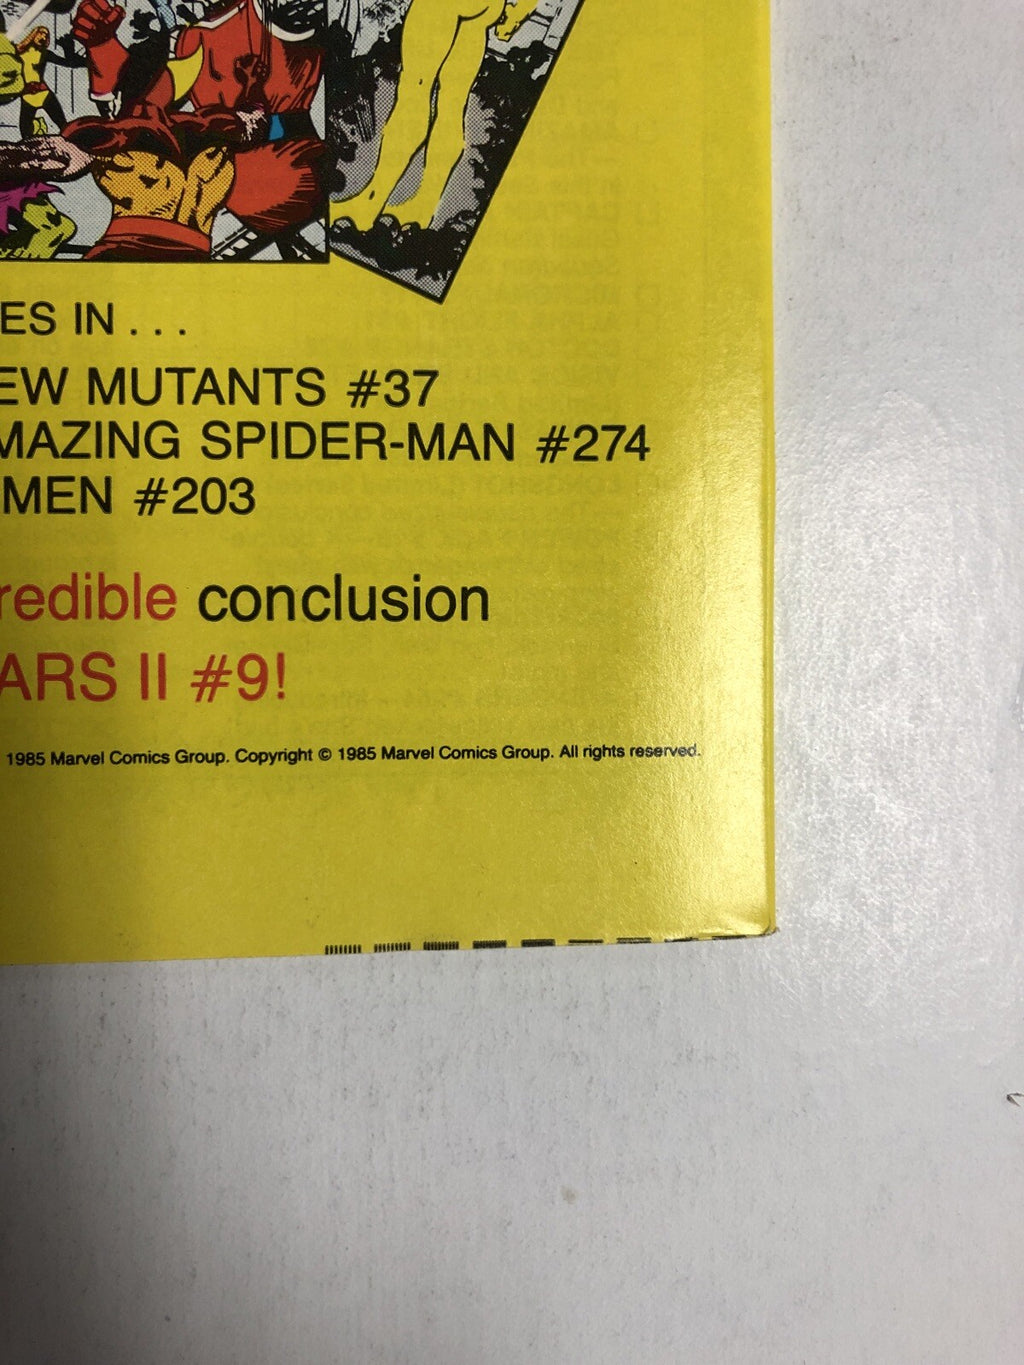 ES IN . . .
EW MUTANTS #37
MAZING SPIDER-MAN #274
MEN #203
redible conclusion
ARS II #9!
1985 Marvel Comics Group. Copyright © 1985 Marvel Comics Group. All rights reserved.